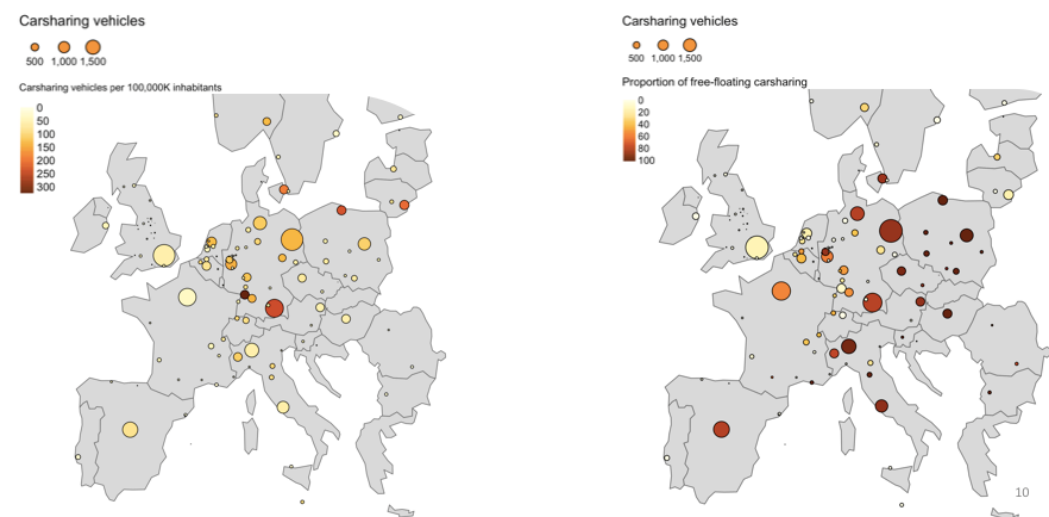 Carsharing vehicles
500 1,000 1,500
Carsharing vehicles per 100,000K inhabitants
0
50
100
150
200
250
300
Carsharing vehicles
500 1,000 1,500
Proportion of free-floating carsharing
0
20
40
60
80
100
10